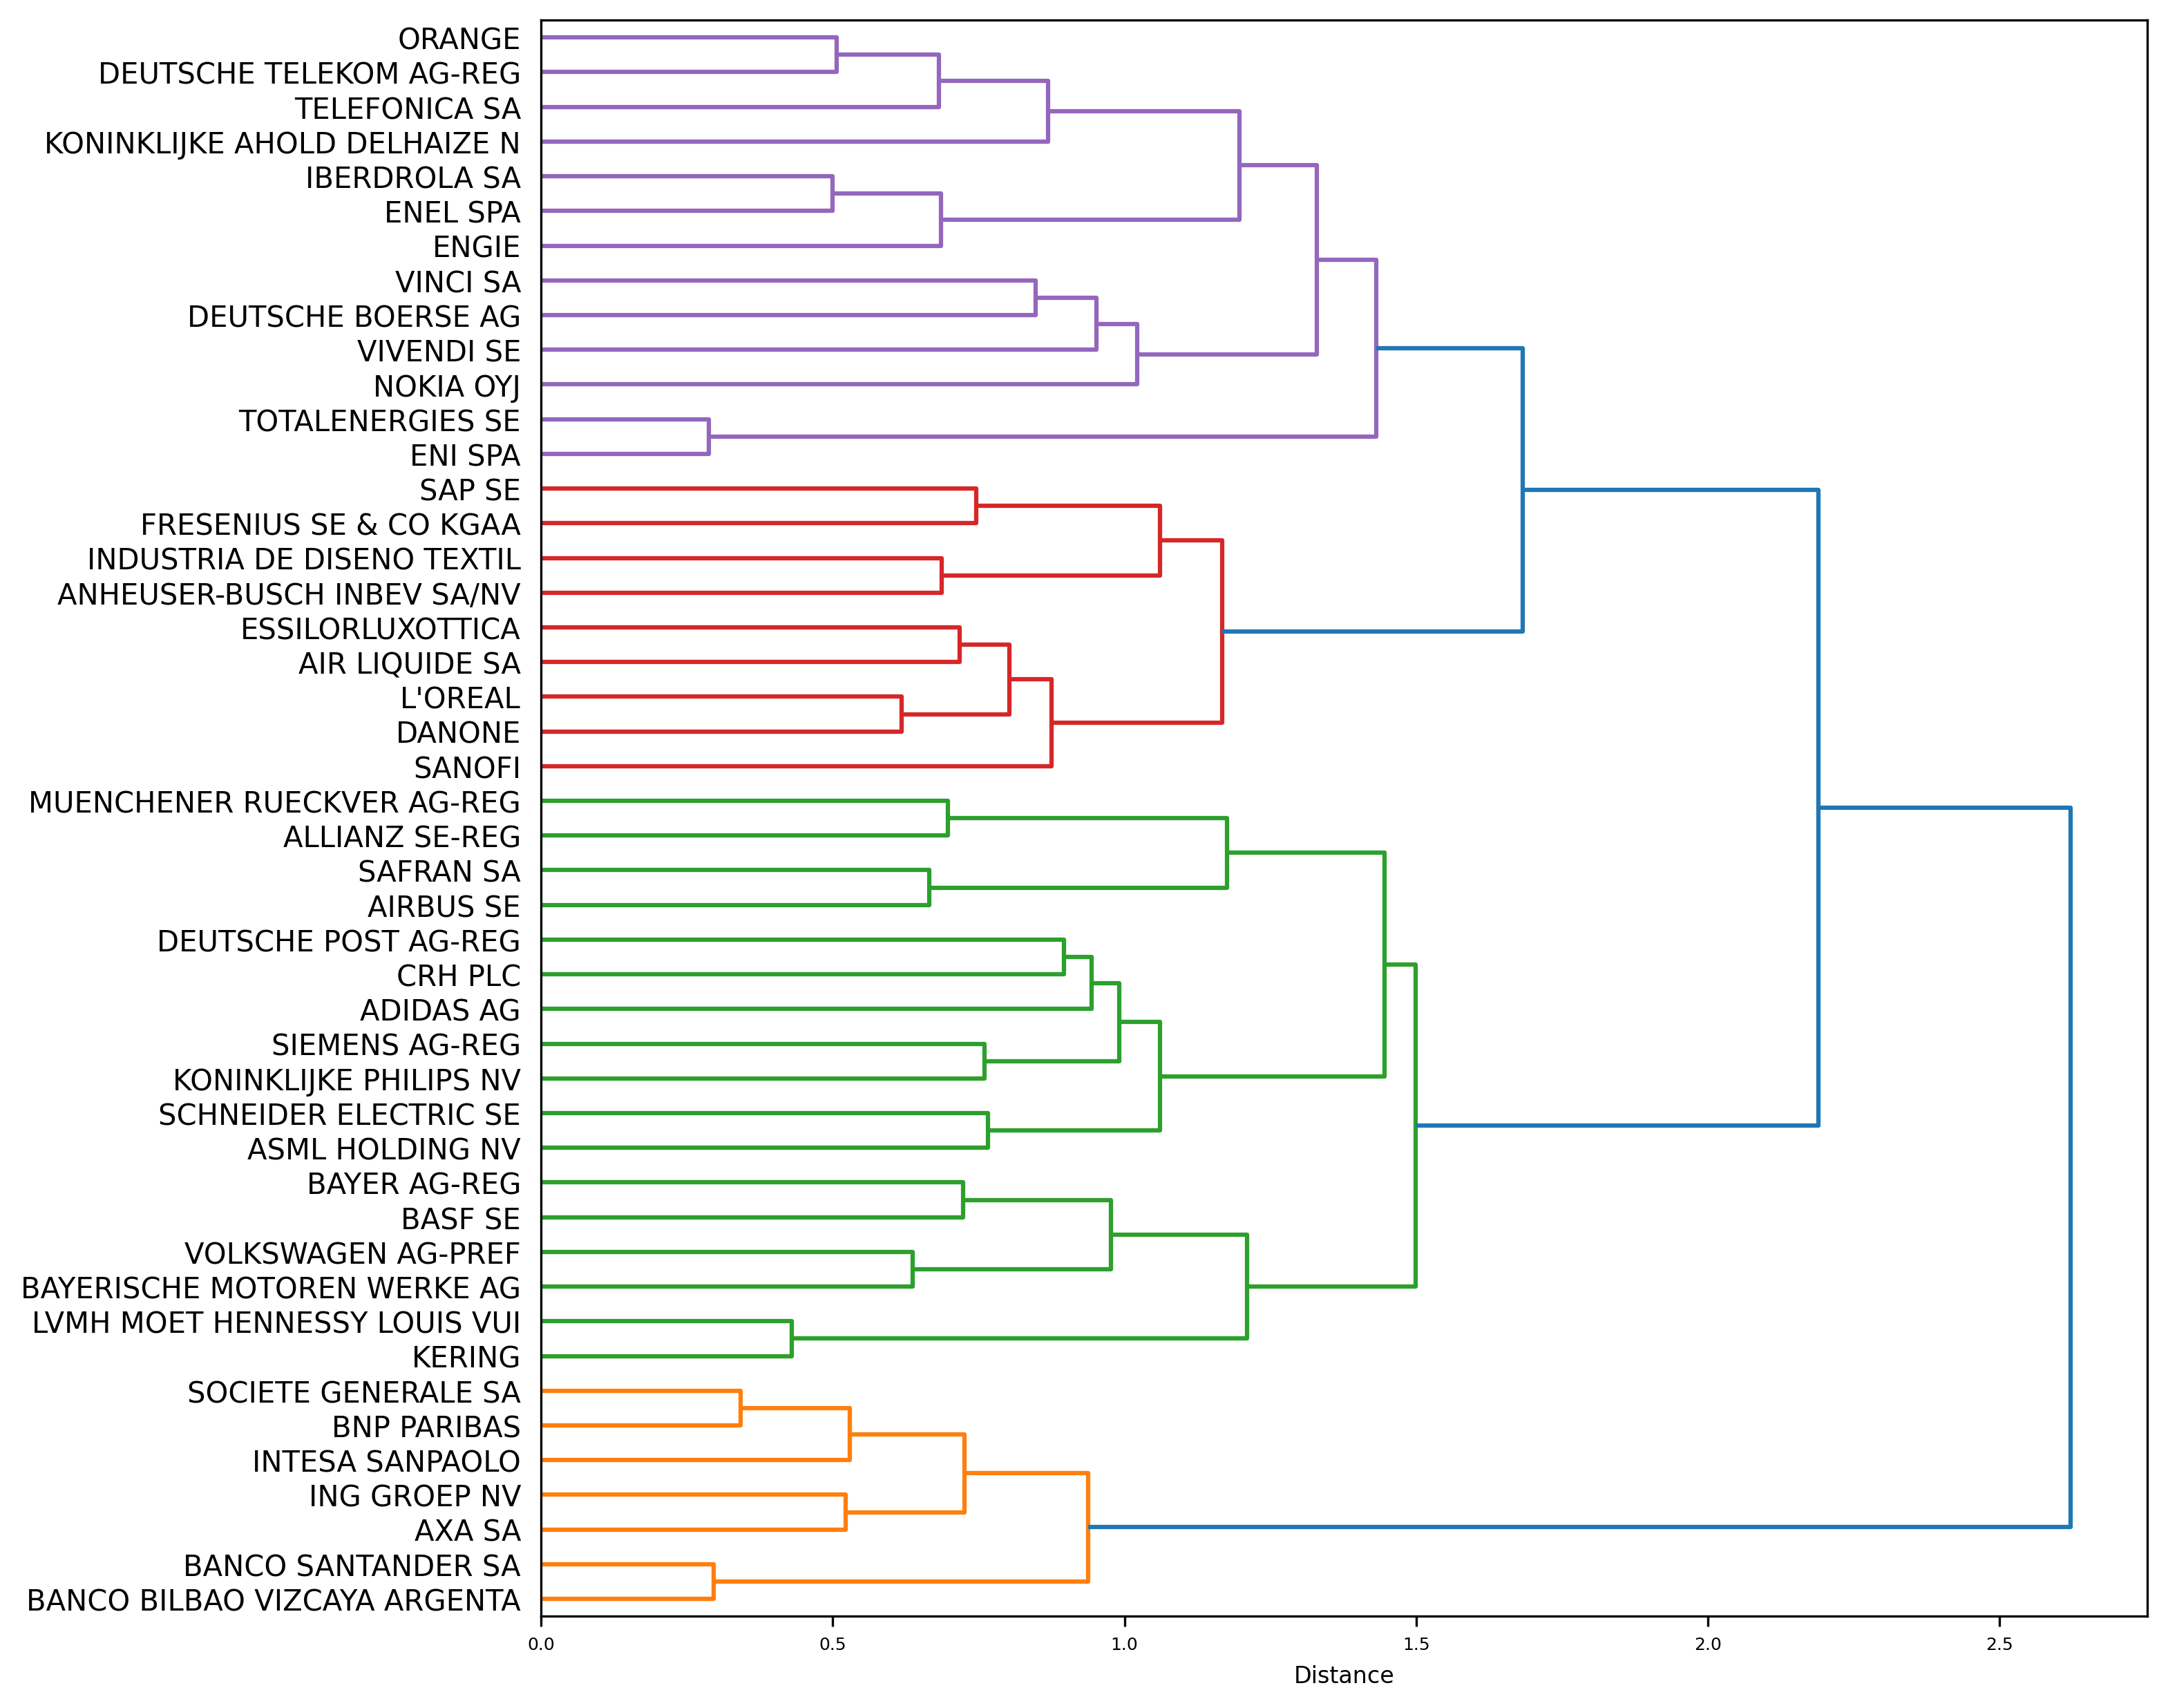 ORANGE
DEUTSCHE TELEKOM AG-REG
TELEFONICA SA
KONINKLIJKE AHOLD DELHAIZE N
IBERDROLA SA
ENEL SPA
ENGIE
VINCI SA
DEUTSCHE BOERSE AG
VIVENDI SE
NOKIA OYJ
TOTALENERGIES SE
ENI SPA
SAP SE
FRESENIUS SE & CO KGAA
INDUSTRIA DE DISENO TEXTIL
ANHEUSER-BUSCH INBEV SA/NV
ESSILORLUXOTTICA
AIR LIQUIDE SA
L'OREAL
DANONE
SANOFI
MUENCHENER RUECKVER AG-REG
ALLIANZ SE-REG
SAFRAN SA
AIRBUS SE
DEUTSCHE POST AG-REG
CRH PLC
ADIDAS AG
SIEMENS AG-REG
KONINKLIJKE PHILIPS NV
SCHNEIDER ELECTRIC SE
ASML HOLDING NV
BAYER AG-REG
BASF SE
VOLKSWAGEN AG-PREF
BAYERISCHE MOTOREN WERKE AG
LVMH MOET HENNESSY LOUIS VUI
KERING
SOCIETE GENERALE SA
BNP PARIBAS
INTESA SANPAOLO
ING GROEP NV
AXA SA
BANCO SANTANDER SA
BANCO BILBAO VIZCAYA ARGENTA
0.0 0.5 1.0 1.5 2.0 2.5
Distance